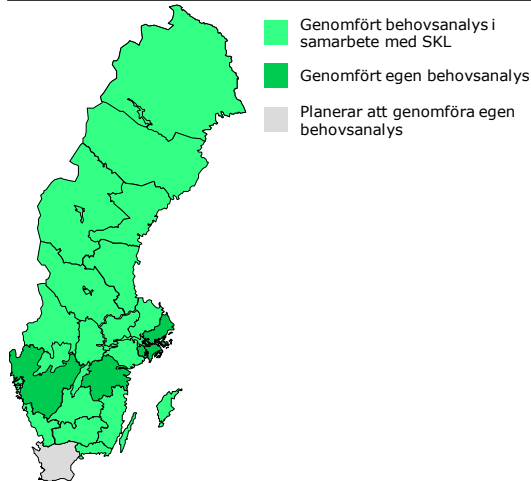 Genomfört behovsanalys i
samarbete med SKL
Genomfört egen behovsanalys
Planerar att genomföra egen
behovsanalys